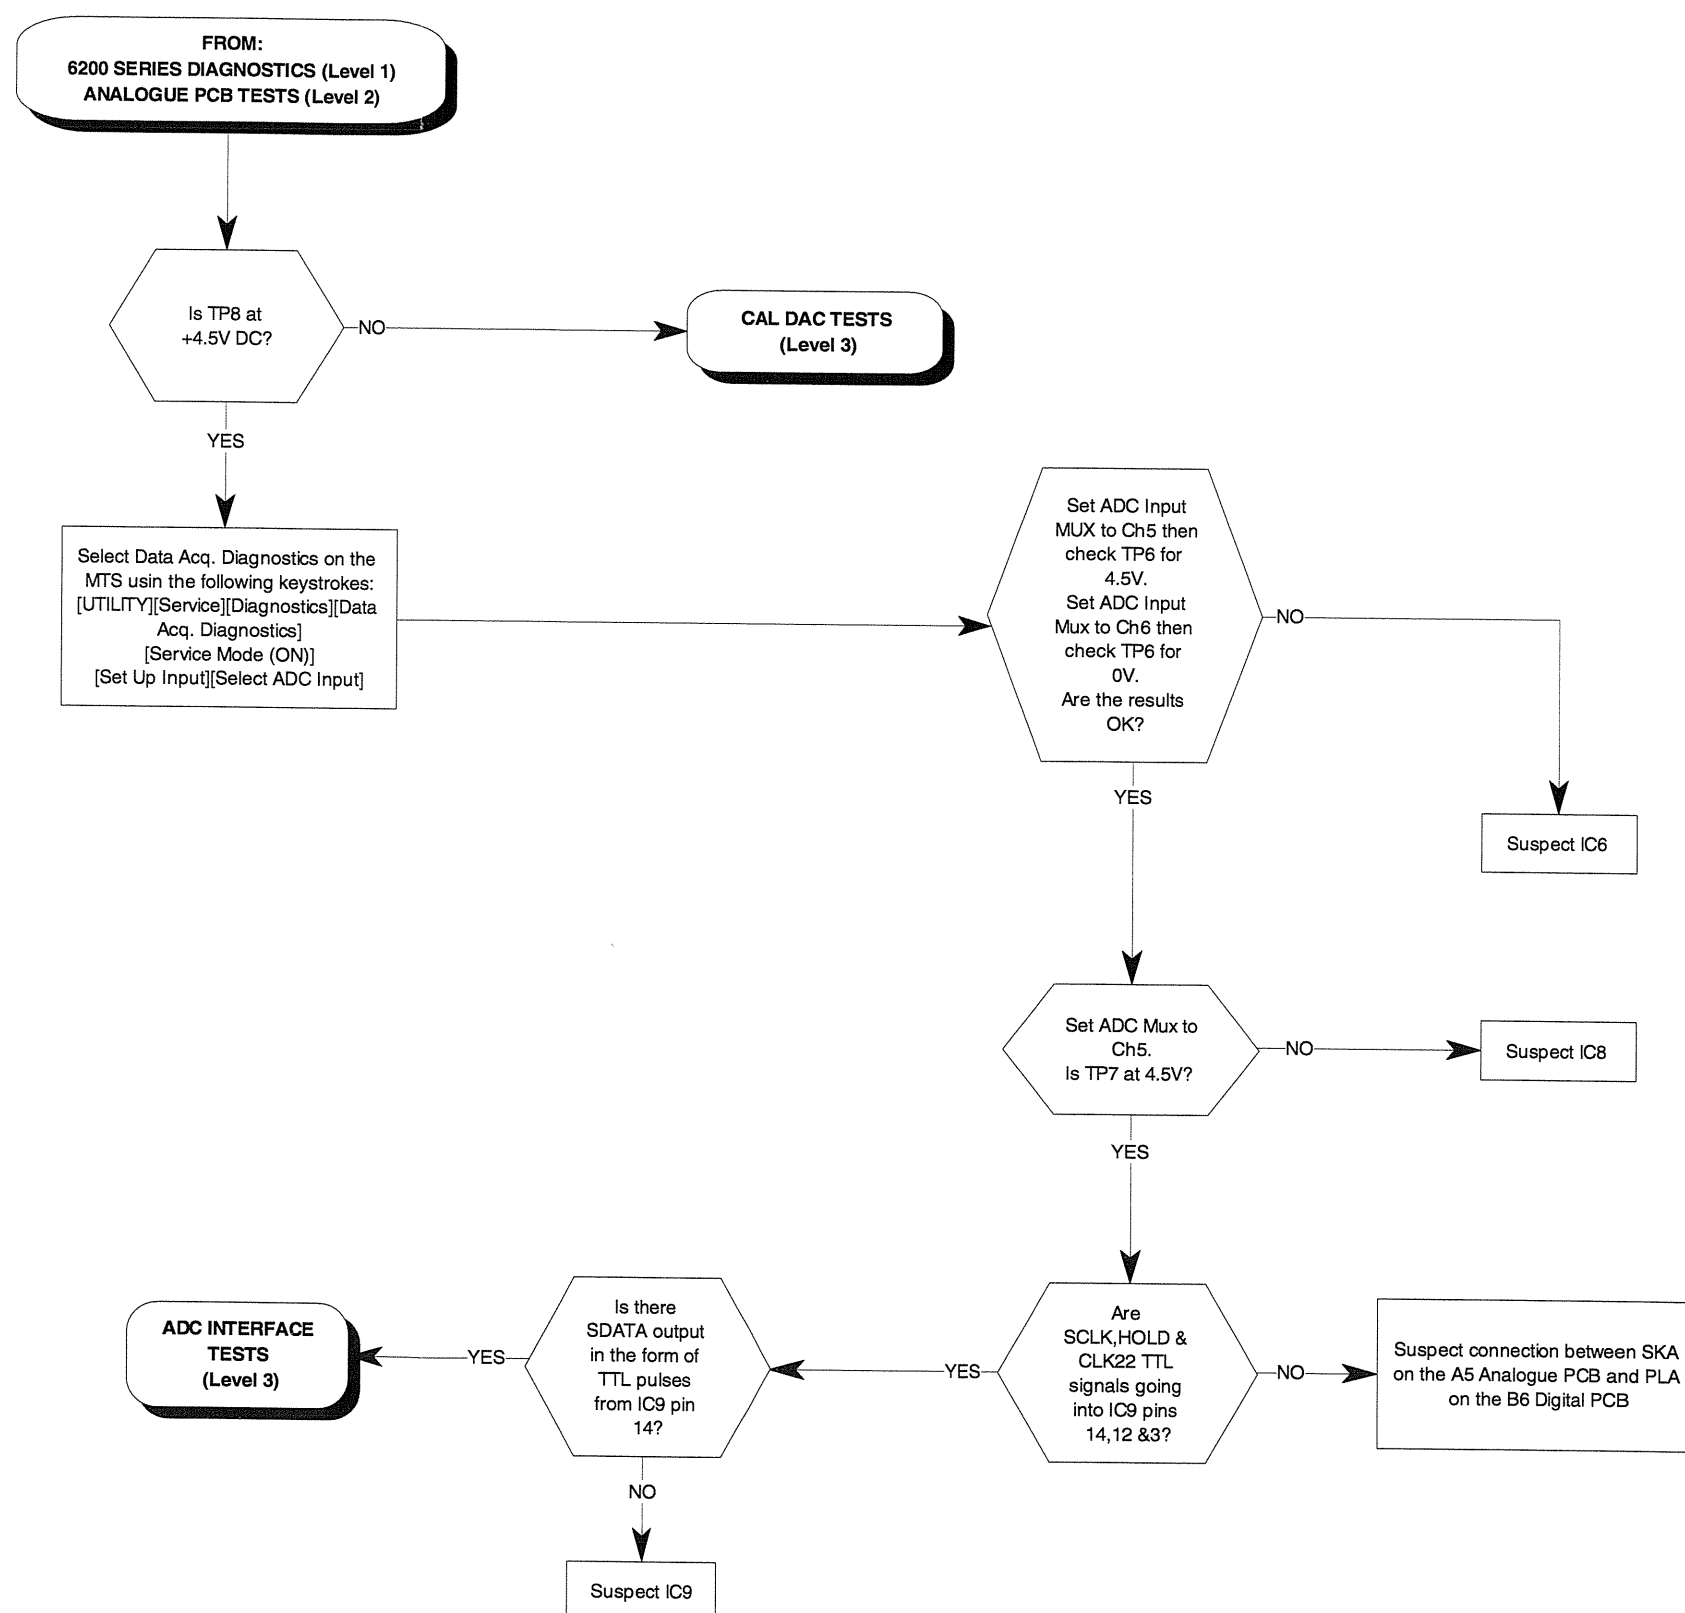 FROM:
6200 SERIES DIAGNOSTICS (Level 1)
ANALOGUE PCB TESTS (Level 2)
Is TP8 at
+4.5V DC?
NO
CAL DAC TESTS
(Level 3)
YES
Select Data Acq. Diagnostics on the
MTS usin the following keystrokes:
[UTILITY][Service][Diagnostics][Data
Acq. Diagnostics]
[Service Mode (ON)]
[Set Up Input][Select ADC Input]
Set ADC Input
MUX to Ch5 then
check TP6 for
4.5V.
Set ADC Input
Mux to Ch6 then
check TP6 for
0V.
Are the results
OK?
NO
Suspect IC6
YES
Set ADC Mux to
Ch5.
Is TP7 at 4.5V?
NO
Suspect IC8
YES
Are
SCLK,HOLD &
CLK22 TTL
signals going
into IC9 pins
14,12 &3?
NO
Suspect connection between SKA
on the A5 Analogue PCB and PLA
on the B6 Digital PCB
YES
Is there
SDATA output
in the form of
TTL pulses
from IC9 pin
14?
YES
ADC INTERFACE
TESTS
(Level 3)
NO
Suspect IC9